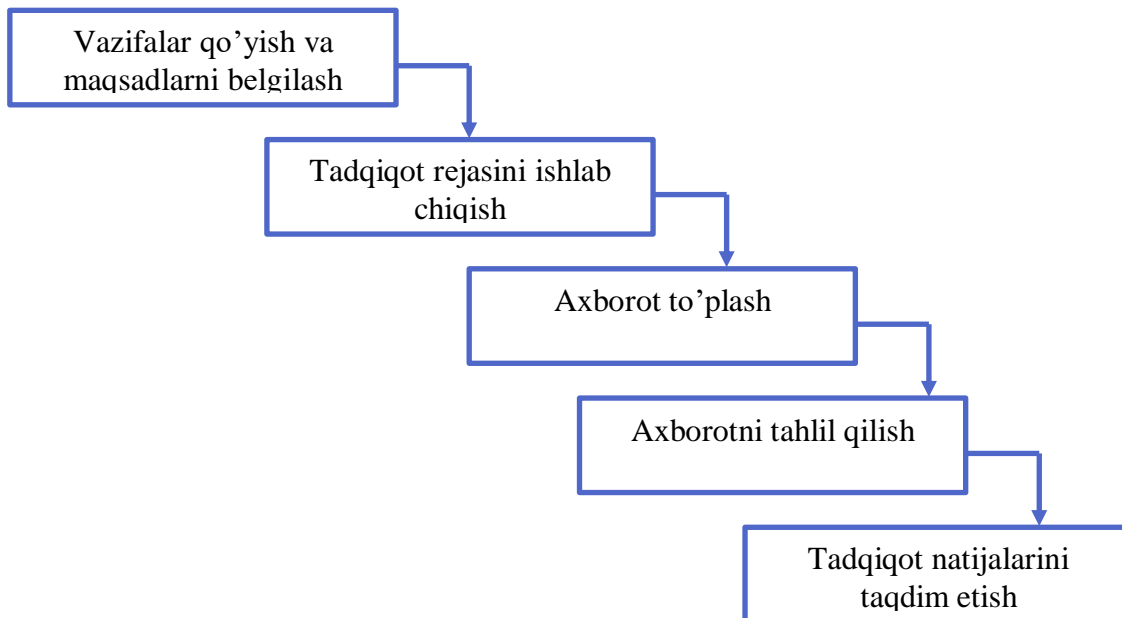 Vazifalar qo’yish va
maqsadlarni belgilash
Tadqiqot rejasini ishlab
chiqish
Axborot to’plash
Axborotni tahlil qilish
Tadqiqot natijalarini
taqdim etish